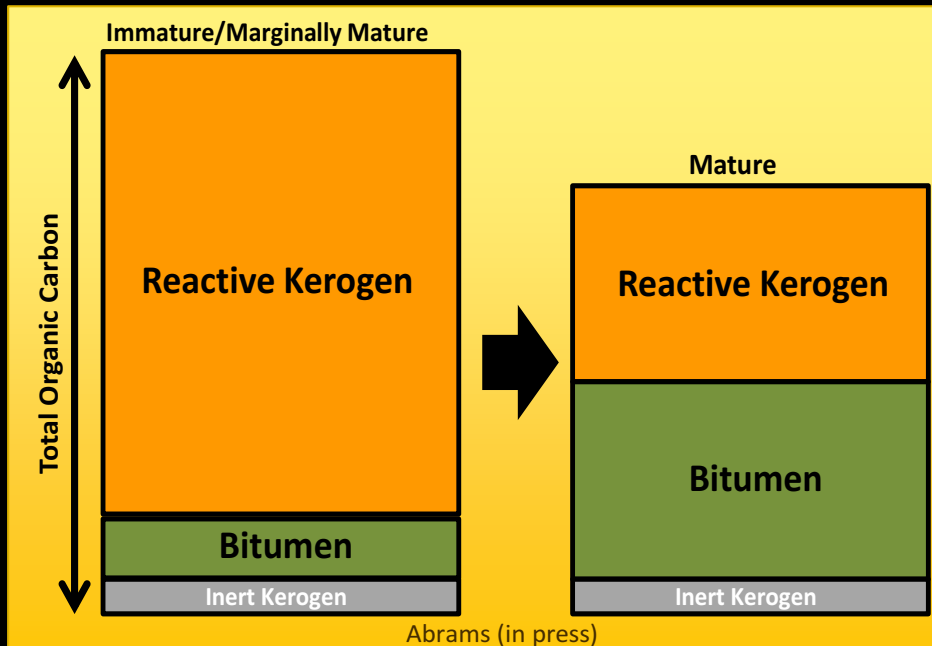 Immature/Marginally Mature
Total Organic Carbon
Reactive Kerogen
Bitumen
Inert Kerogen
Mature
Reactive Kerogen
Bitumen
Inert Kerogen
Abrams (in press)